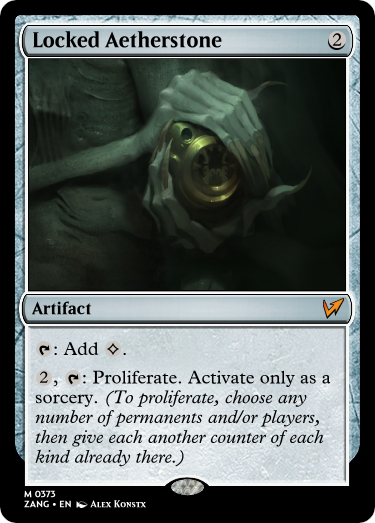 Locked Aetherstone 2
Artifact
: Add .
2, : Proliferate. Activate only as a
sorcery. (To proliferate, choose any
number of permanents and/or players,
then give each another counter of each
kind already there.)
M 0373
ZANG • EN Alex Konstx